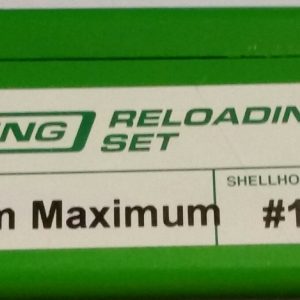 NG RELOADIN
SET
SHELLHO
m Maximum #1